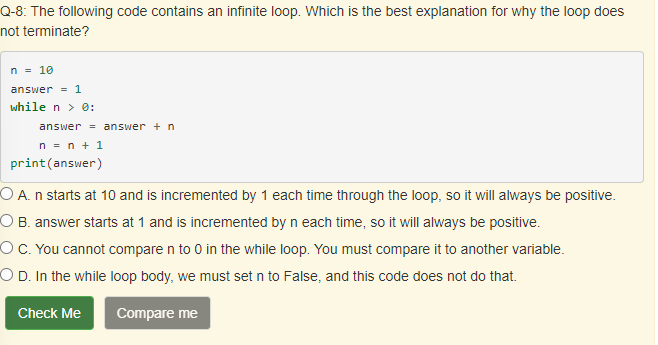 Q-8: The following code contains an infinite loop. Which is the best explanation for why the loop does
not terminate?
n = 10
answer = 1
while n > 0:
    answer = answer + n
    n = n + 1
print(answer)
A. n starts at 10 and is incremented by 1 each time through the loop, so it will always be positive.
B. answer starts at 1 and is incremented by n each time, so it will always be positive.
C. You cannot compare n to 0 in the while loop. You must compare it to another variable.
D. In the while loop body, we must set n to False, and this code does not do that.
Check Me Compare me